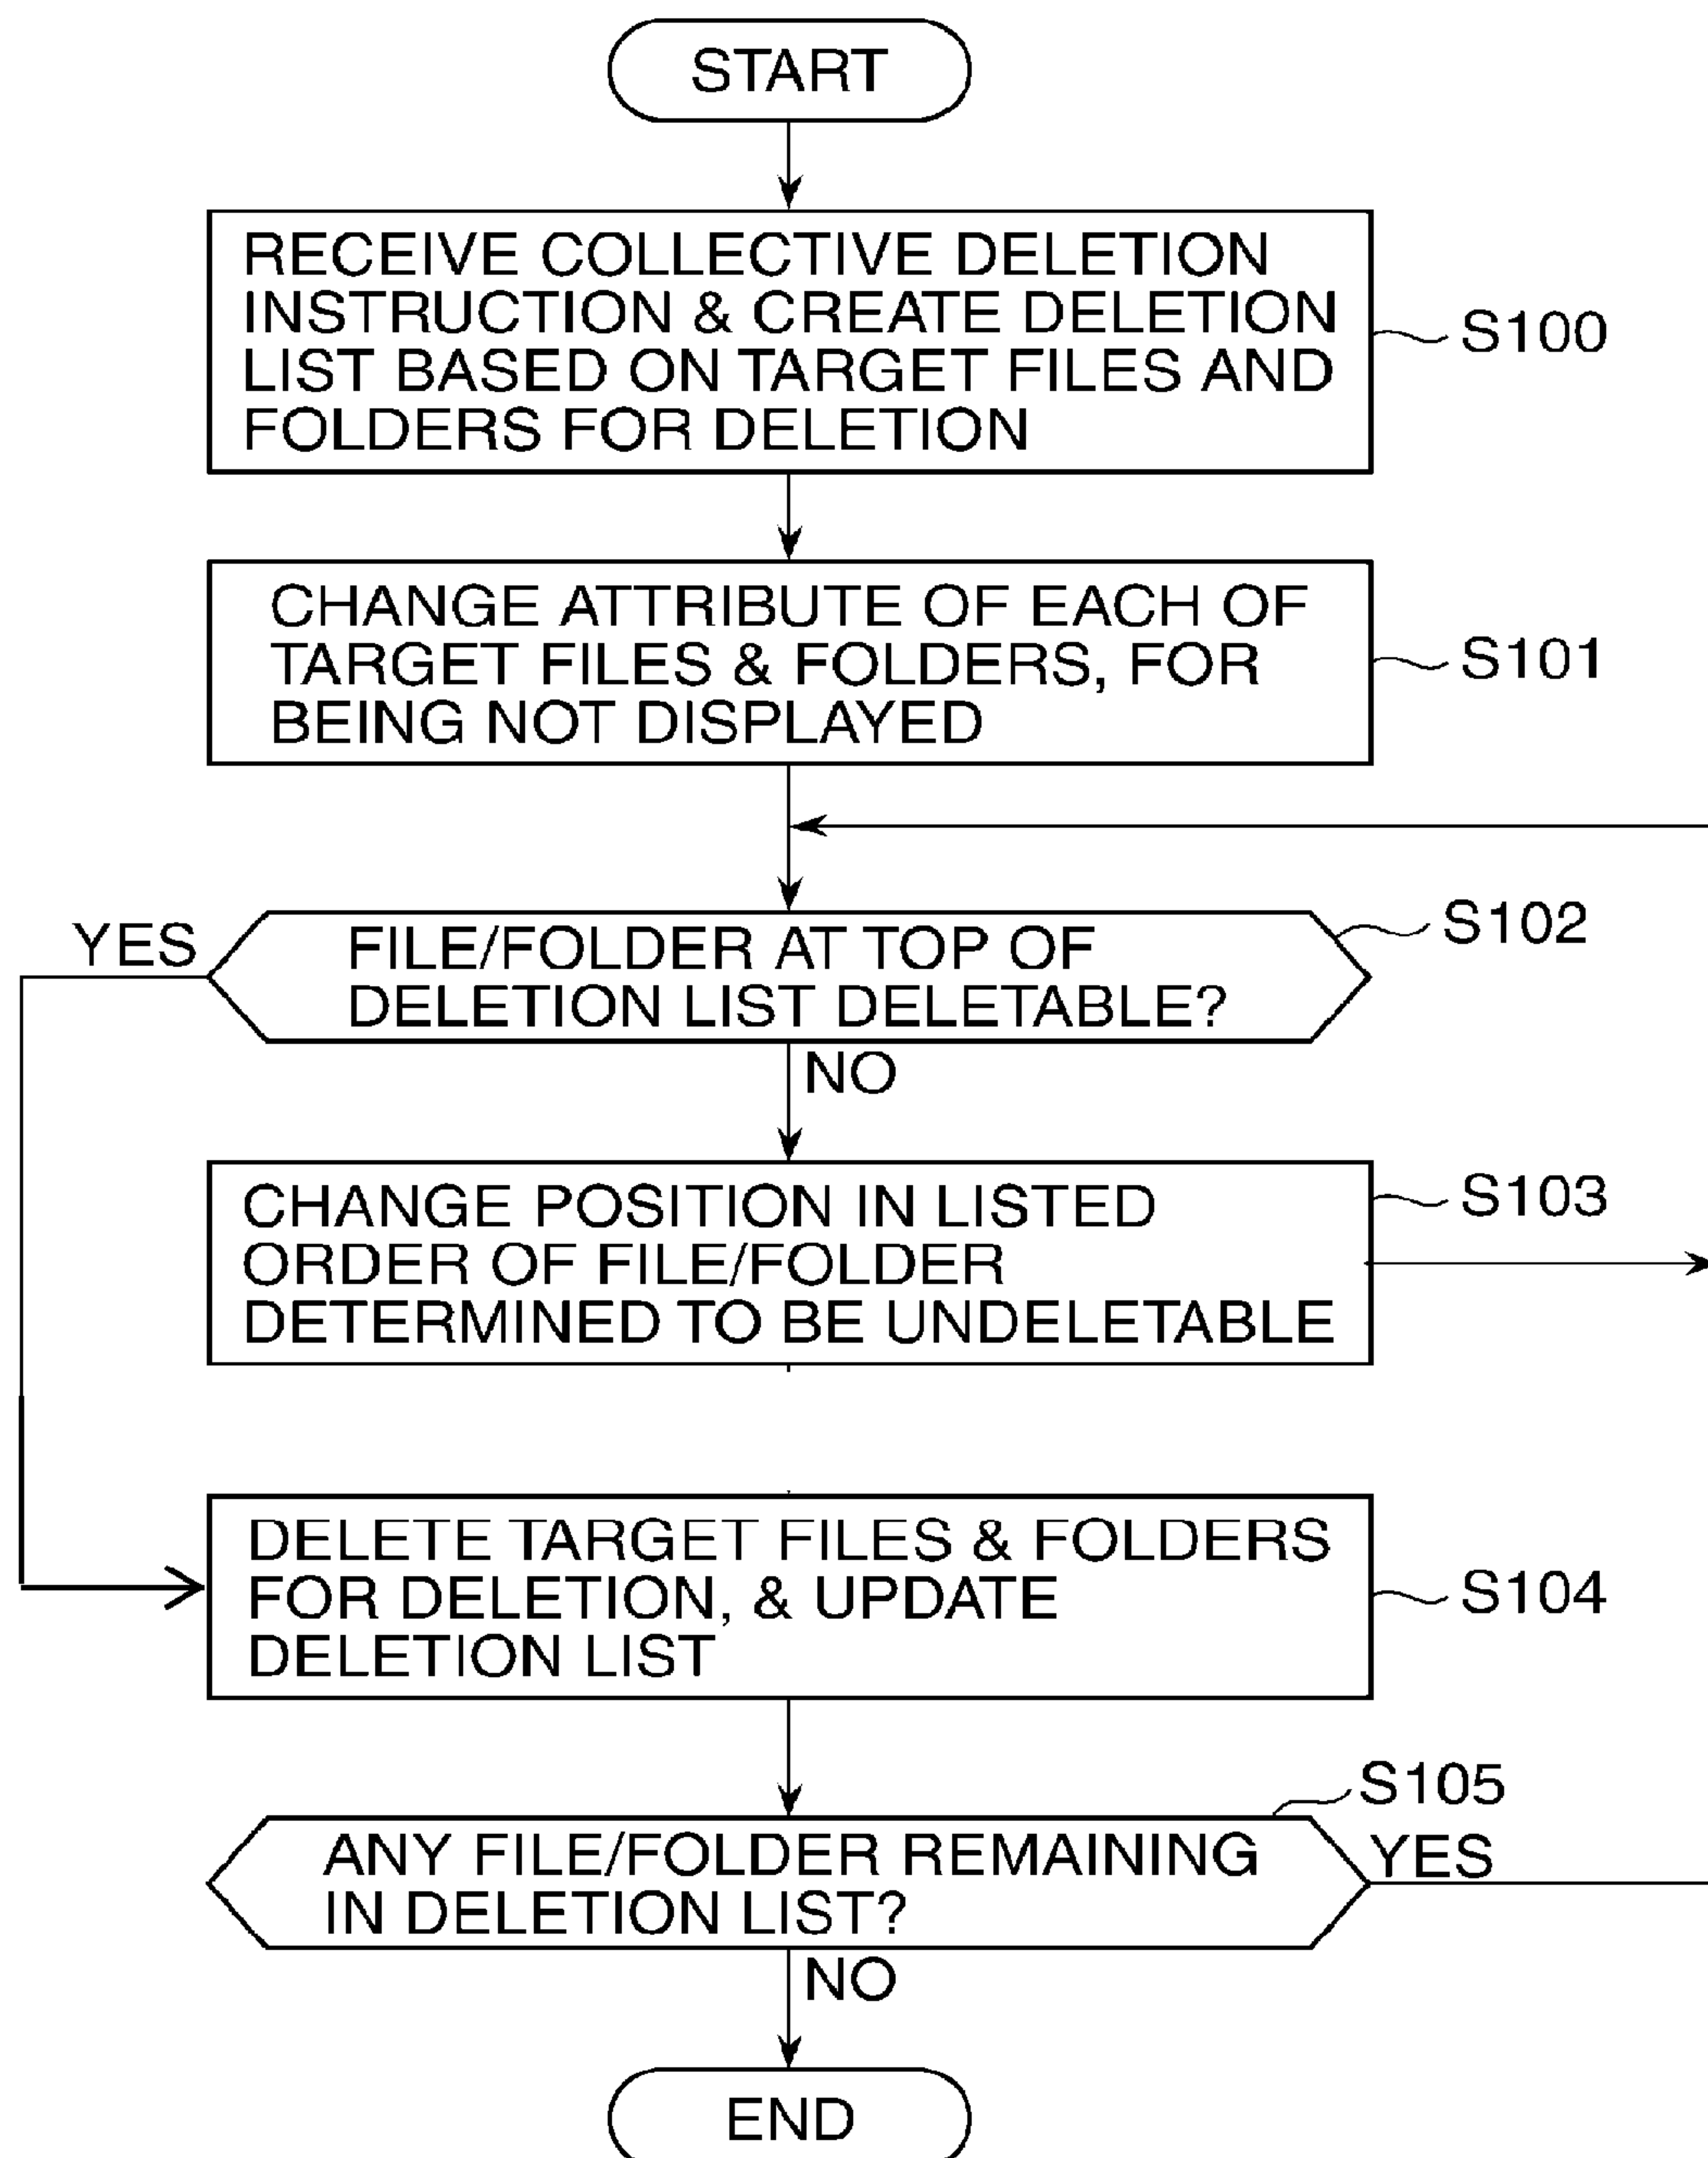 START
RECEIVE COLLECTIVE DELETION
INSTRUCTION & CREATE DELETION
LIST BASED ON TARGET FILES AND
FOLDERS FOR DELETION
S100
CHANGE ATTRIBUTE OF EACH OF
TARGET FILES & FOLDERS, FOR
BEING NOT DISPLAYED
S101
YES
FILE/FOLDER AT TOP OF
DELETION LIST DELETABLE?
S102
NO
CHANGE POSITION IN LISTED
ORDER OF FILE/FOLDER
DETERMINED TO BE UNDELETABLE
S103
DELETE TARGET FILES & FOLDERS
FOR DELETION, & UPDATE
DELETION LIST
S104
S105
ANY FILE/FOLDER REMAINING
IN DELETION LIST?
YES
NO
END